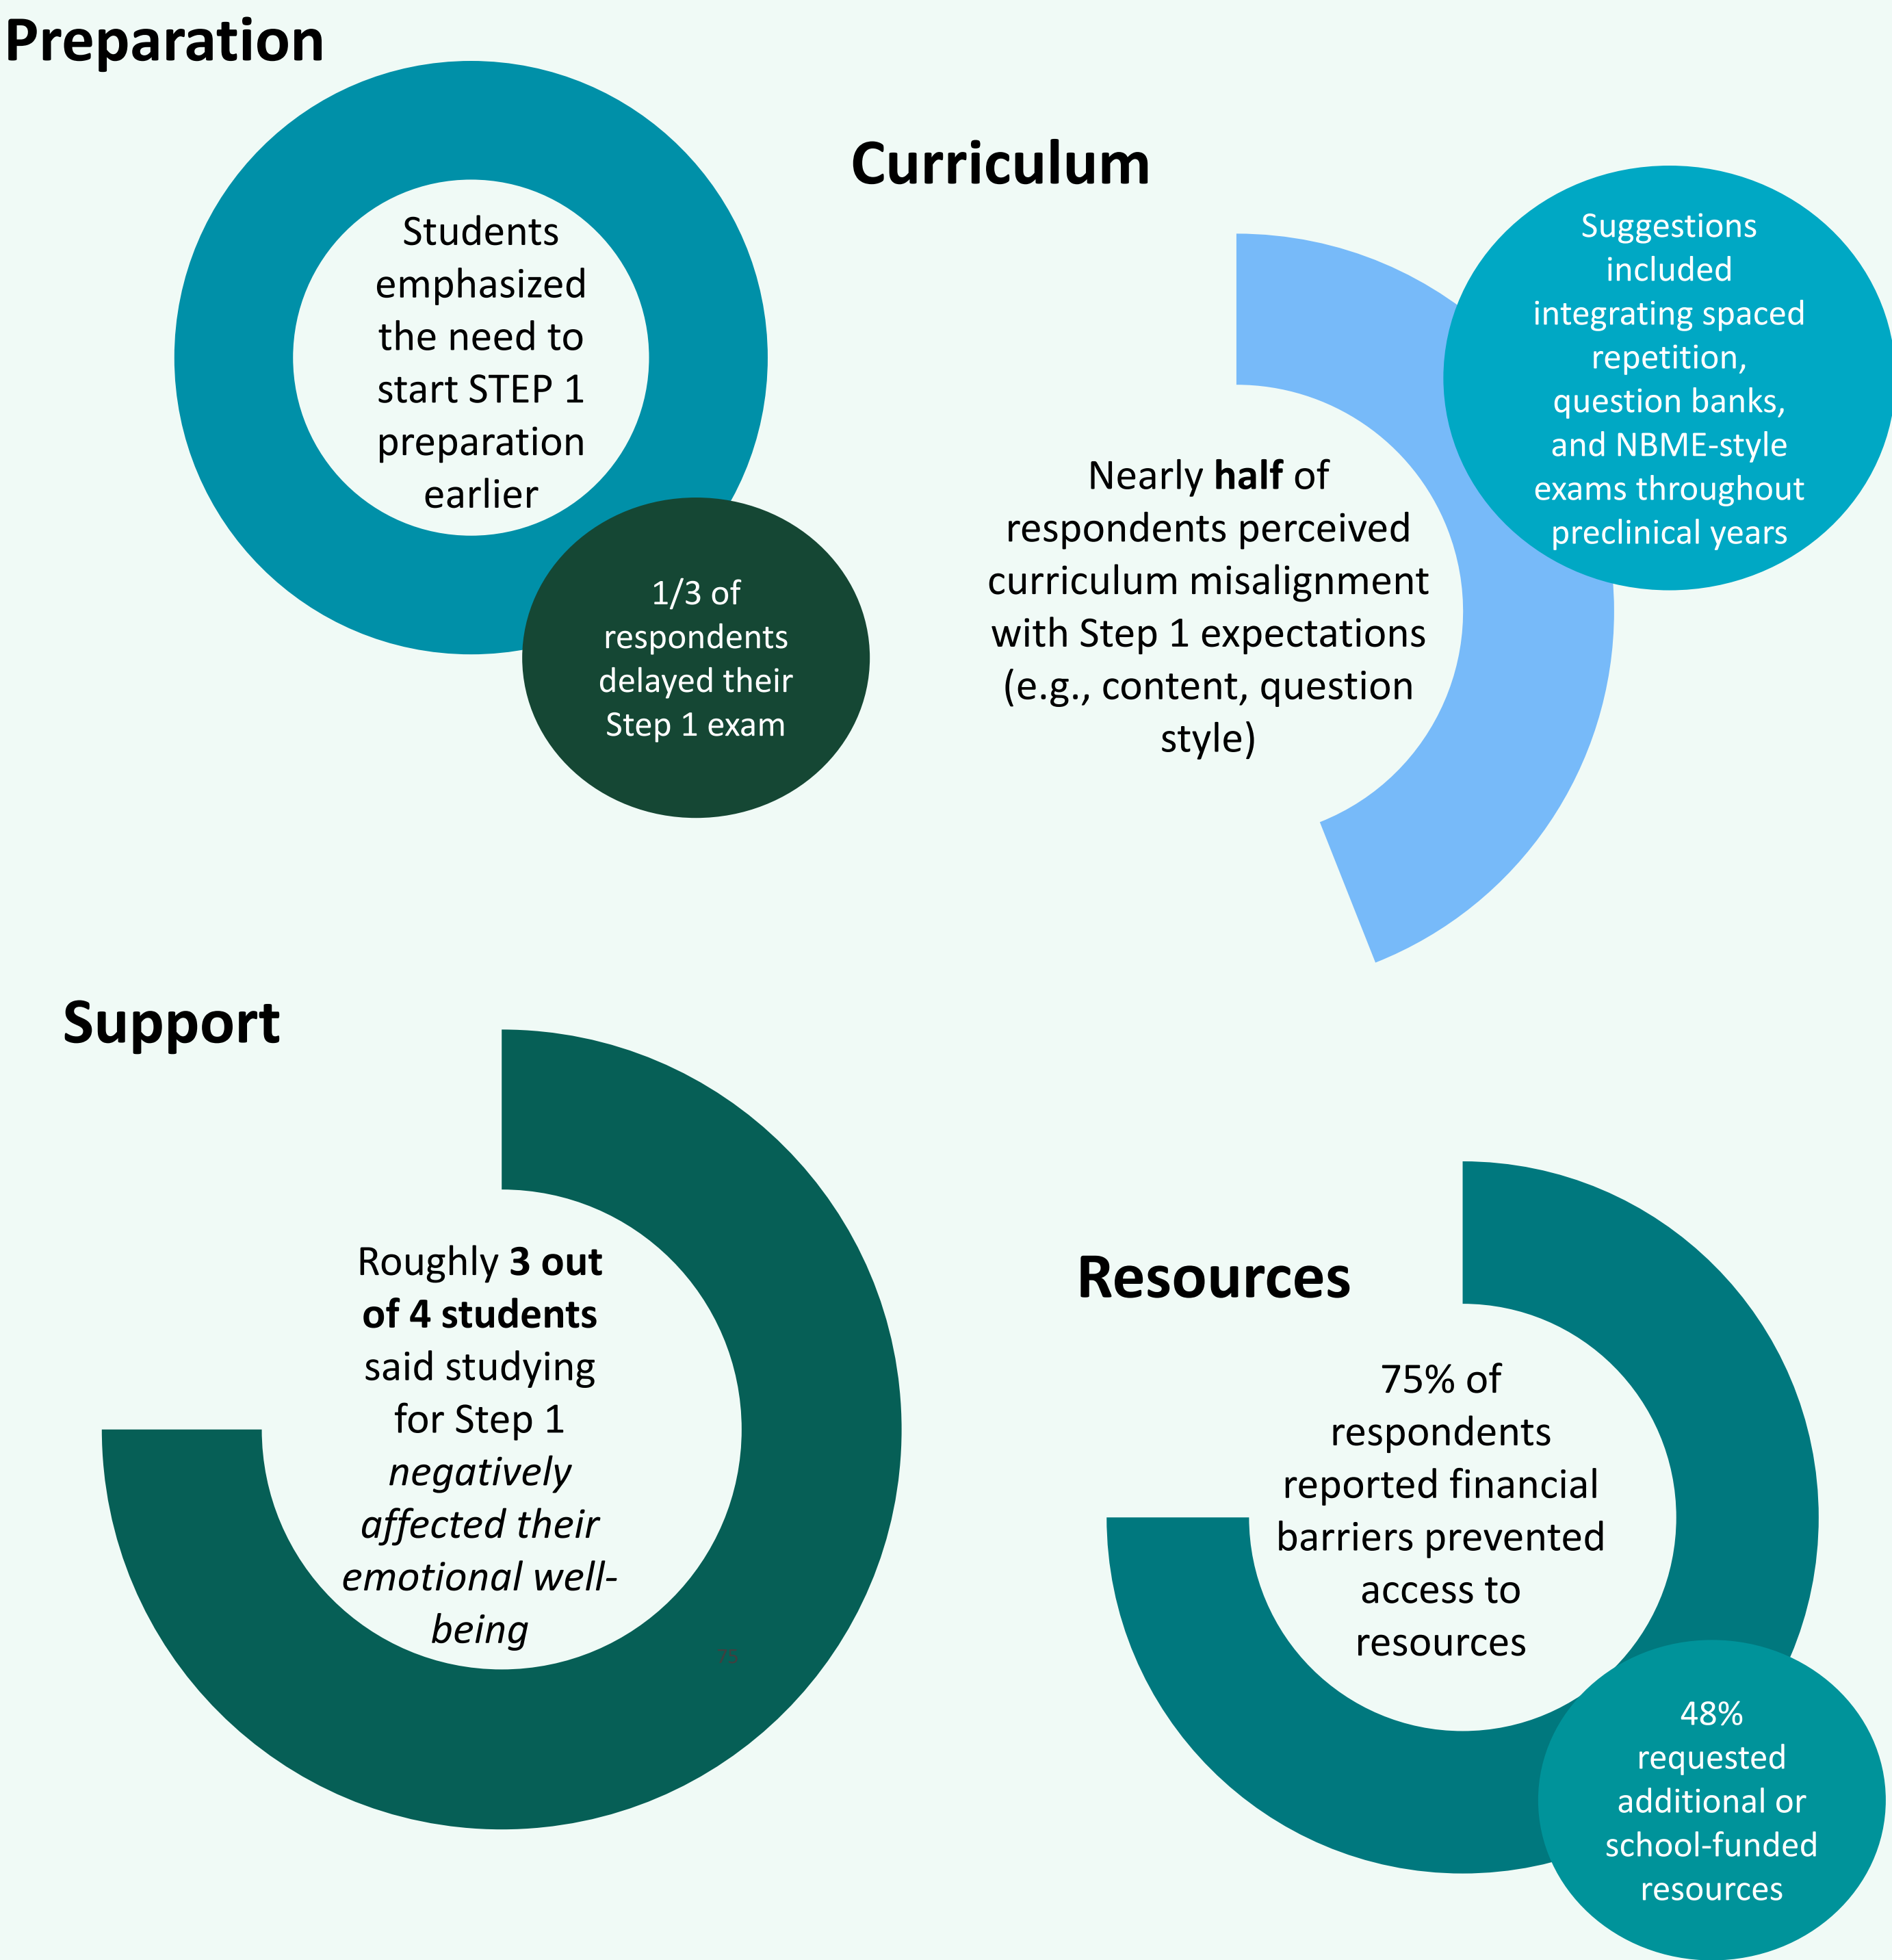 Preparation
Students
emphasized
the need to
start STEP 1
preparation
earlier
1/3 of
respondents
delayed their
Step 1 exam
Curriculum
Nearly half of
respondents perceived
curriculum misalignment
with Step 1 expectations
(e.g., content, question
style)
Suggestions
included
integrating spaced
repetition,
question banks,
and NBME-style
exams throughout
preclinical years
Support
Roughly 3 out
of 4 students
said studying
for Step 1
negatively
affected their
emotional well-
being
75
Resources
75% of
respondents
reported financial
barriers prevented
access to
resources
48%
requested
additional or
school-funded
resources